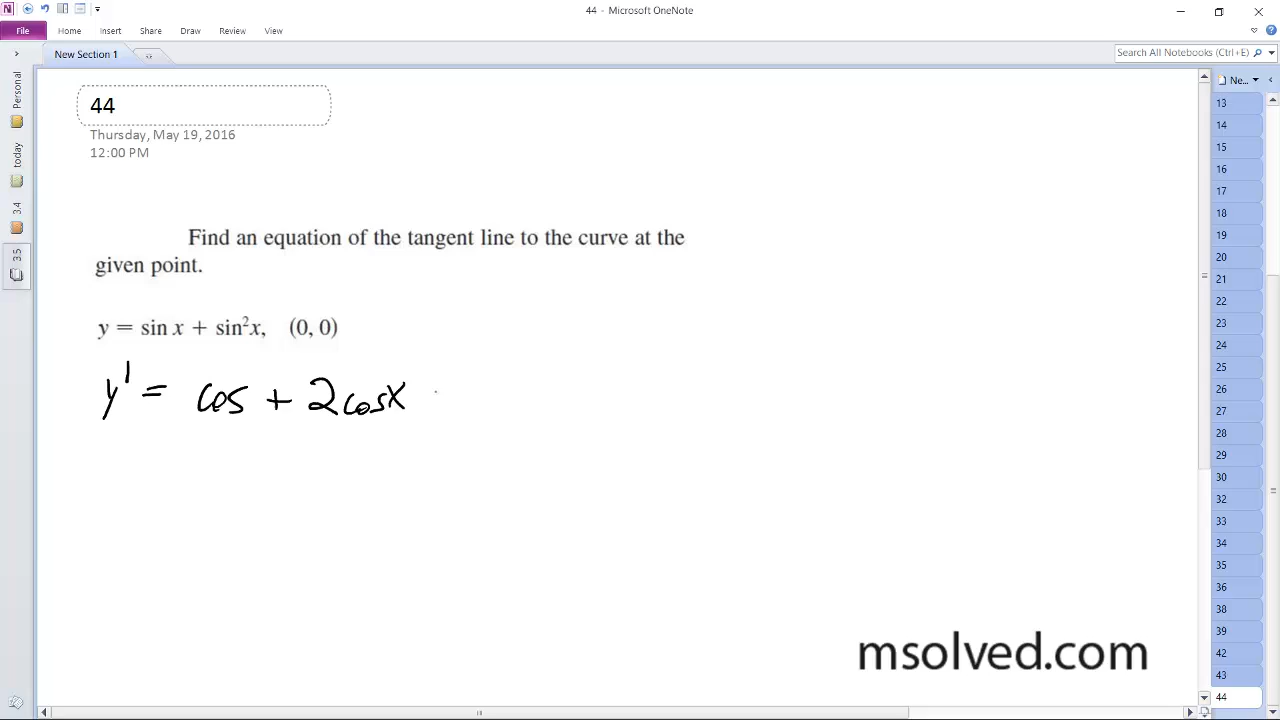 44 - Microsoft OneNote
File Home Insert Share Draw Review View
New Section 1
Search All Notebooks (Ctrl+E)
Ne...
Personal
Today
3.4
3.5
44
Thursday, May 19, 2016
12:00 PM
Find an equation of the tangent line to the curve at the
given point.
y = sin x + sin²x, (0, 0)
y' = cos + 2cosx
msolved.com
13
14
15
16
17
18
19
20
21
22
23
24
25
26
27
28
29
30
32
33
34
35
36
38
39
42
43
44